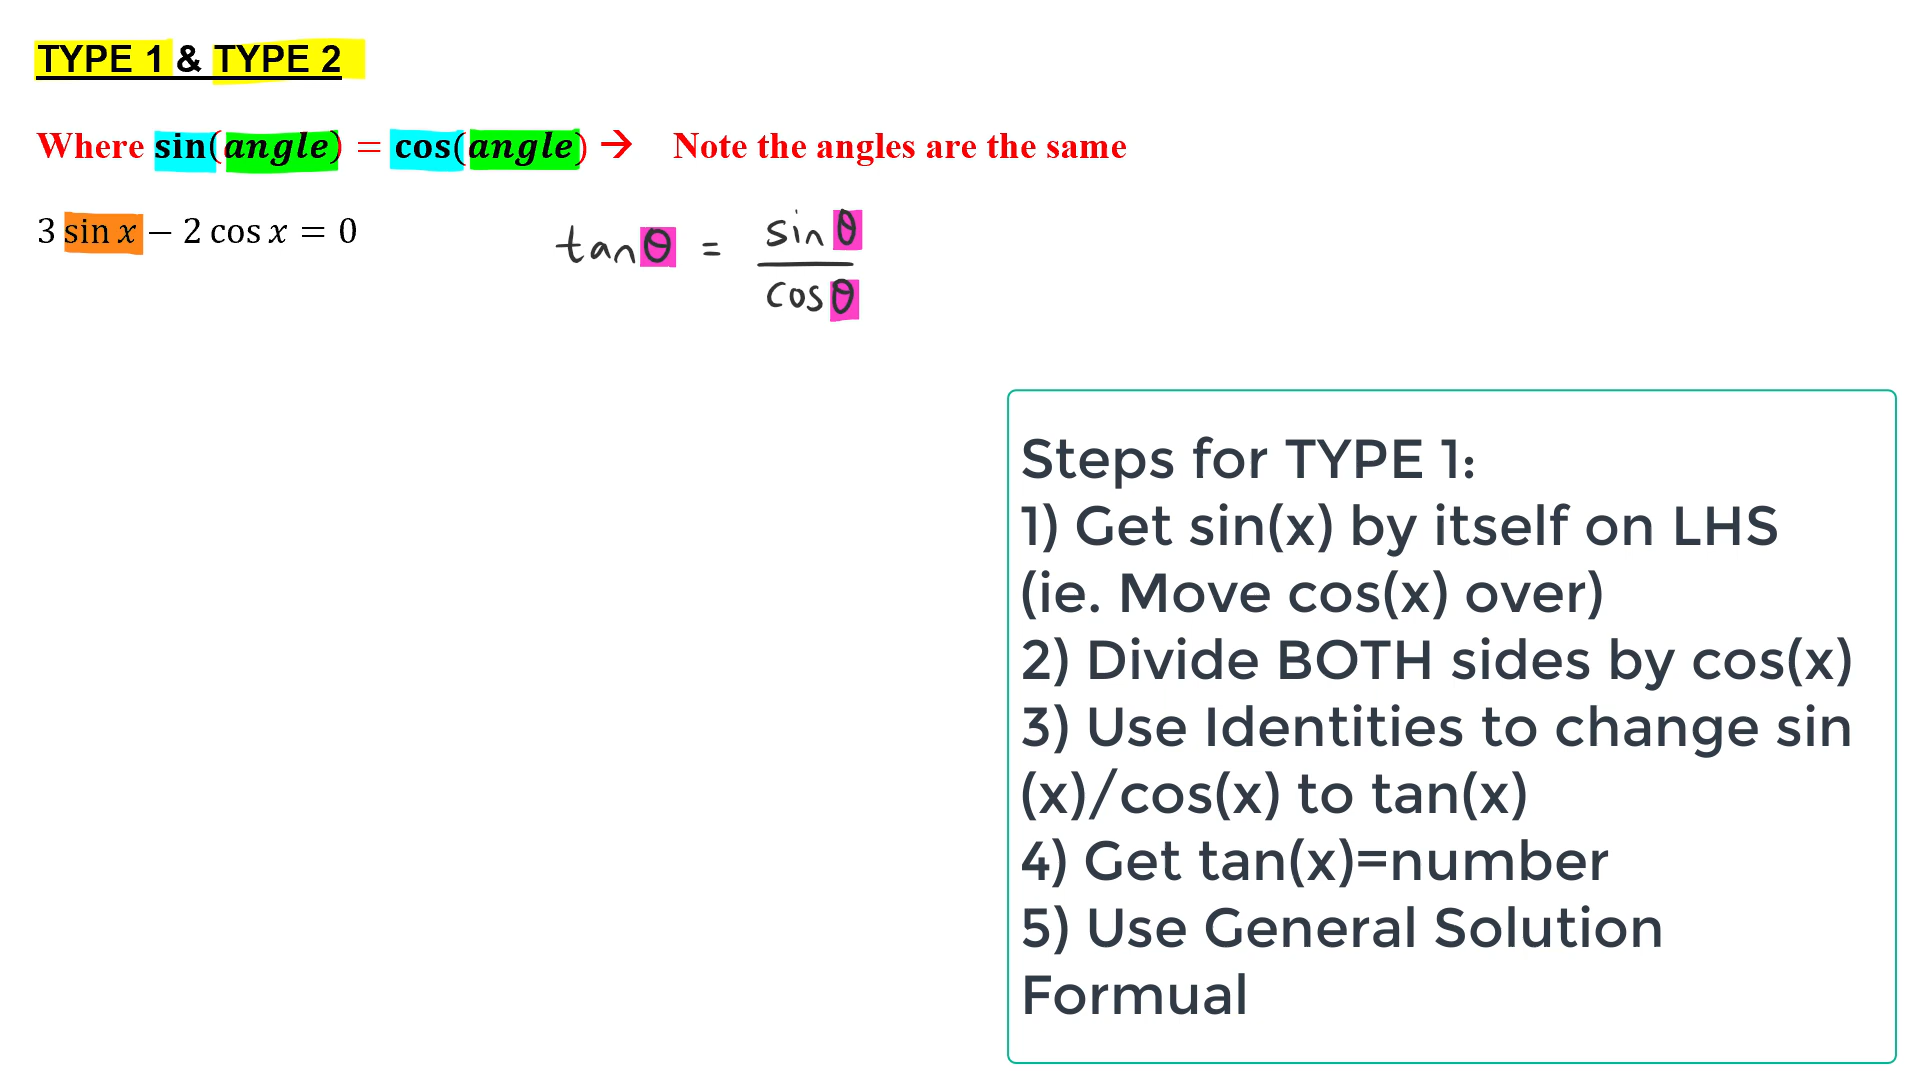 TYPE 1 & TYPE 2
Where sin(angle) = cos(angle) → Note the angles are the same
3 sin x − 2 cos x = 0
tanθ = sinθ / cosθ
Steps for TYPE 1:
1) Get sin(x) by itself on LHS
(ie. Move cos(x) over)
2) Divide BOTH sides by cos(x)
3) Use Identities to change sin
(x)/cos(x) to tan(x)
4) Get tan(x)=number
5) Use General Solution
Formual